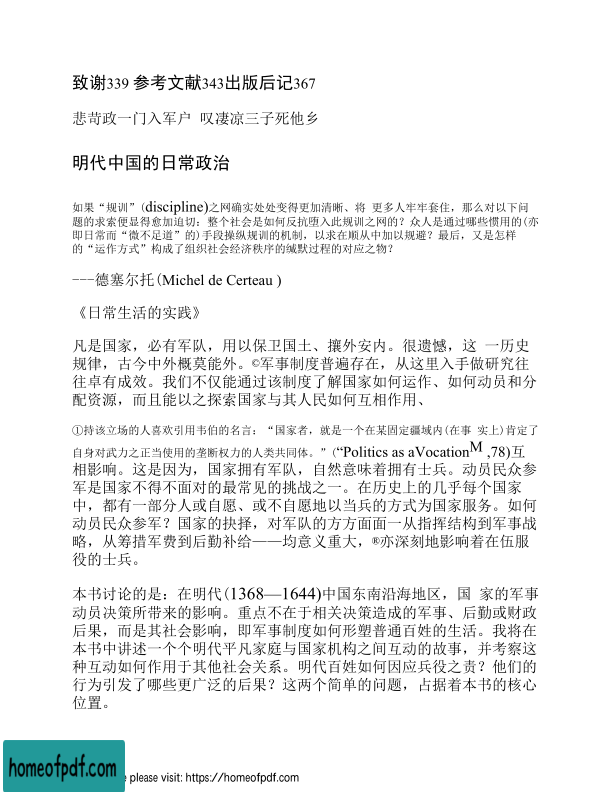 致谢339 参考文献343出版后记367
悲苛政一门入军户 叹凄凉三子死他乡
明代中国的日常政治
如果“规训”(discipline)之网确实处处变得更加清晰、将 更多人牢牢套住，那么对以下问
题的求索便显得愈加迫切：整个社会是如何反抗堕入此规训之网的？众人是通过哪些惯用的(亦
即日常而“微不足道”的)手段操纵规训的机制，以求在顺从中加以规避？最后，又是怎样
的“运作方式”构成了组织社会经济秩序的缄默过程的对应之物？
---德塞尔托(Michel de Certeau )
《日常生活的实践》
凡是国家，必有军队，用以保卫国土、攘外安内。很遗憾，这 一历史
规律，古今中外概莫能外。©军事制度普遍存在，从这里入手做研究往
往卓有成效。我们不仅能通过该制度了解国家如何运作、如何动员和分
配资源，而且能以之探索国家与其人民如何互相作用、
①持该立场的人喜欢引用韦伯的名言：“国家者，就是一个在某固定疆域内(在事 实上)肯定了
自身对武力之正当使用的垄断权力的人类共同体。”(“Politics as aVocationM ,78)互
相影响。这是因为，国家拥有军队，自然意味着拥有士兵。动员民众参
军是国家不得不面对的最常见的挑战之一。在历史上的几乎每个国家
中，都有一部分人或自愿、或不自愿地以当兵的方式为国家服务。如何
动员民众参军？国家的抉择，对军队的方方面面一从指挥结构到军事战
略，从筹措军费到后勤补给——均意义重大，®亦深刻地影响着在伍服
役的士兵。
本书讨论的是：在明代(1368—1644)中国东南沿海地区，国 家的军事
动员决策所带来的影响。重点不在于相关决策造成的军事、后勤或财政
后果，而是其社会影响，即军事制度如何形塑普通百姓的生活。我将在
本书中讲述一个个明代平凡家庭与国家机构之间互动的故事，并考察这
种互动如何作用于其他社会关系。明代百姓如何因应兵役之责？他们的
行为引发了哪些更广泛的后果？这两个简单的问题，占据着本书的核心
位置。
homeofpdf.com
e please visit: https://homeofpdf.com